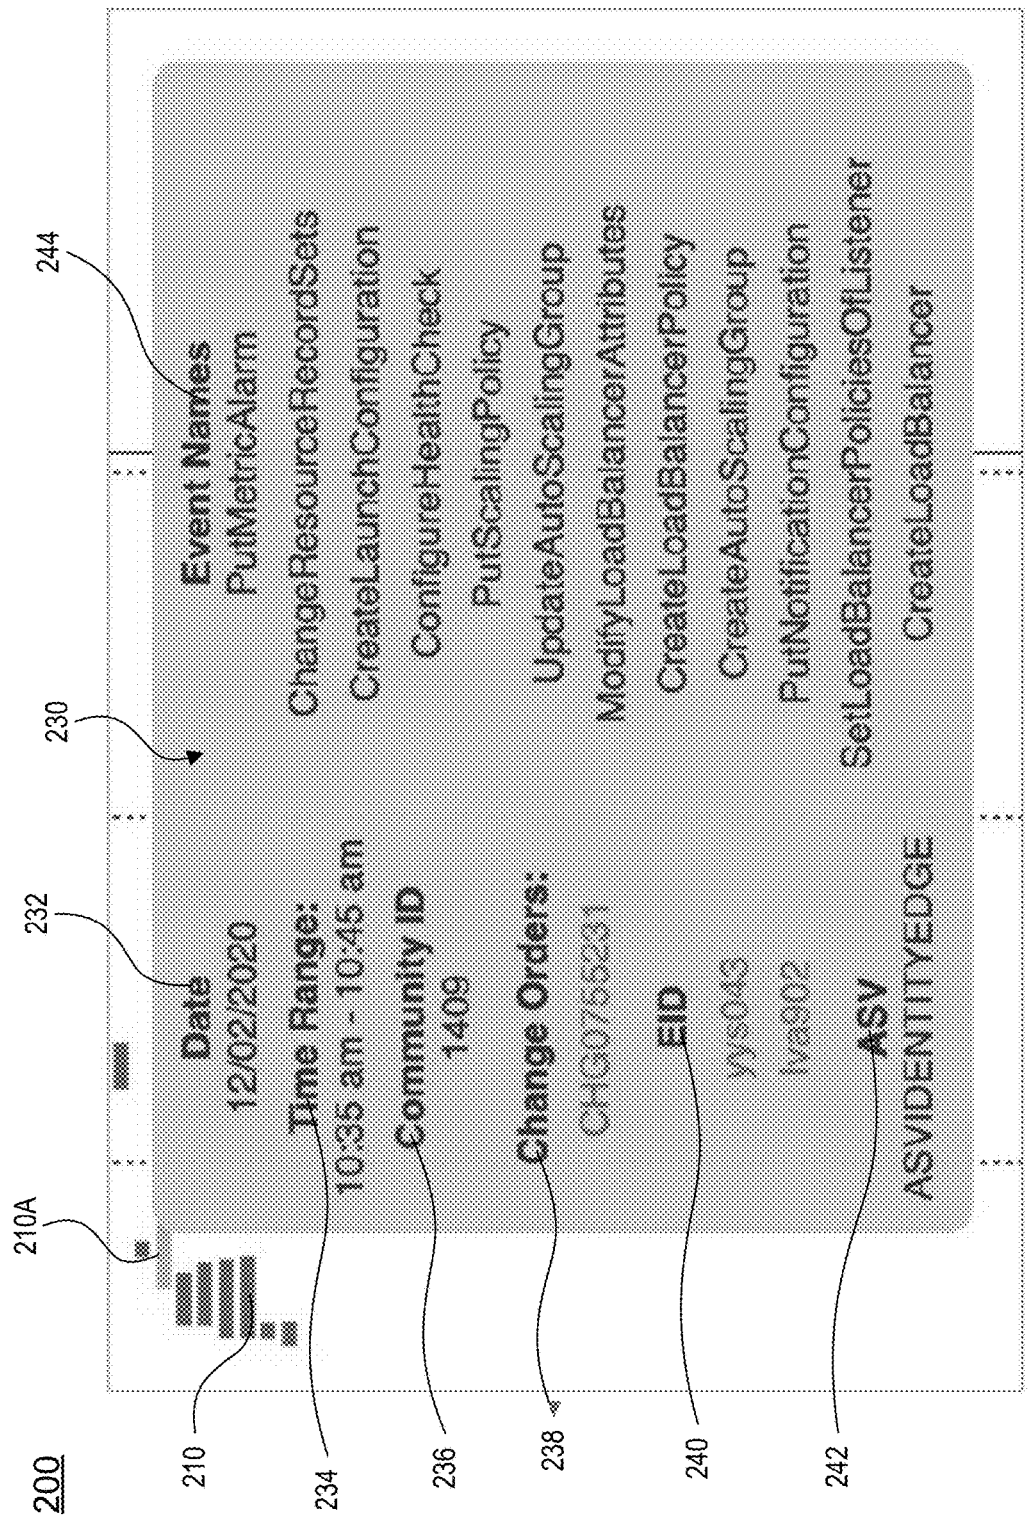 200
210
210A
230
232
Date
12/02/2020
234
Time Range:
10:35 am - 10:45 am
236
Community ID
1409
238
Change Orders:
CHG0755231
240
EID
yys043
lva902
242
ASV
ASVIDENTITYEDGE
244
Event Names
PutMetricAlarm
ChangeResourceRecordSets
CreateLaunchConfiguration
ConfigureHealthCheck
PutScalingPolicy
UpdateAutoScalingGroup
ModifyLoadBalancerAttributes
CreateLoadBalancerPolicy
CreateAutoScalingGroup
PutNotificationConfiguration
SetLoadBalancerPoliciesOfListener
CreateLoadBalancer